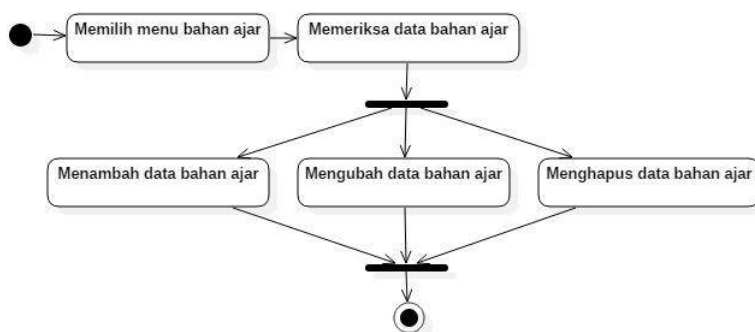 Memilih menu bahan ajar
Memeriksa data bahan ajar
Menambah data bahan ajar
Mengubah data bahan ajar
Menghapus data bahan ajar